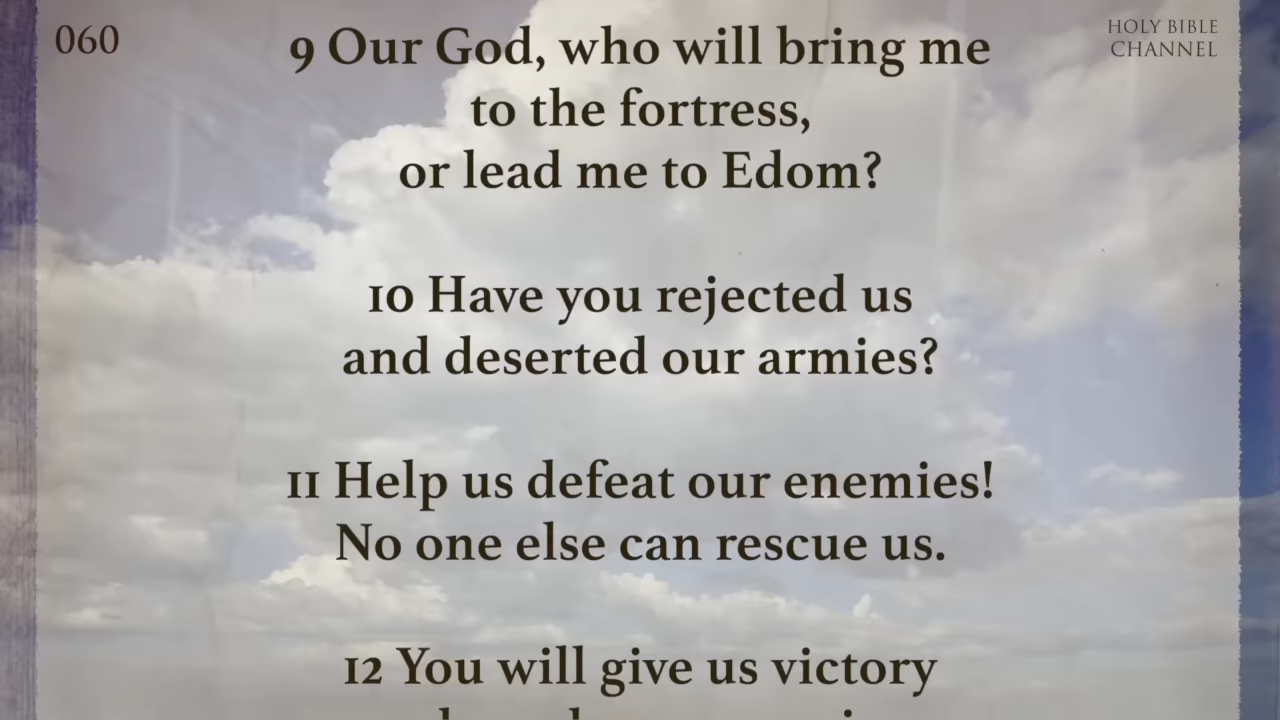 060
HOLY BIBLE
CHANNEL
9 Our God, who will bring me
to the fortress,
or lead me to Edom?
10 Have you rejected us
and deserted our armies?
11 Help us defeat our enemies!
No one else can rescue us.
12 You will give us victory